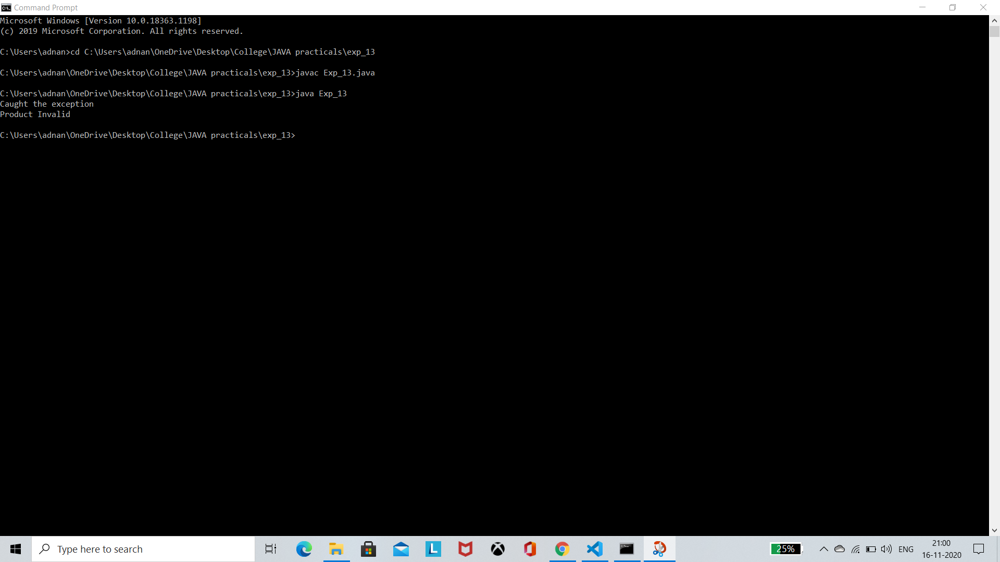 Command Prompt
Microsoft Windows [Version 10.0.18363.1198]
(c) 2019 Microsoft Corporation. All rights reserved.
C:\Users\adnan>cd C:\Users\adnan\OneDrive\Desktop\College\JAVA practicals\exp_13
C:\Users\adnan\OneDrive\Desktop\College\JAVA practicals\exp_13>javac Exp_13.java
C:\Users\adnan\OneDrive\Desktop\College\JAVA practicals\exp_13>java Exp_13
Caught the exception
Product Invalid
C:\Users\adnan\OneDrive\Desktop\College\JAVA practicals\exp_13>
Type here to search
L
25%
ENG
21:00
16-11-2020